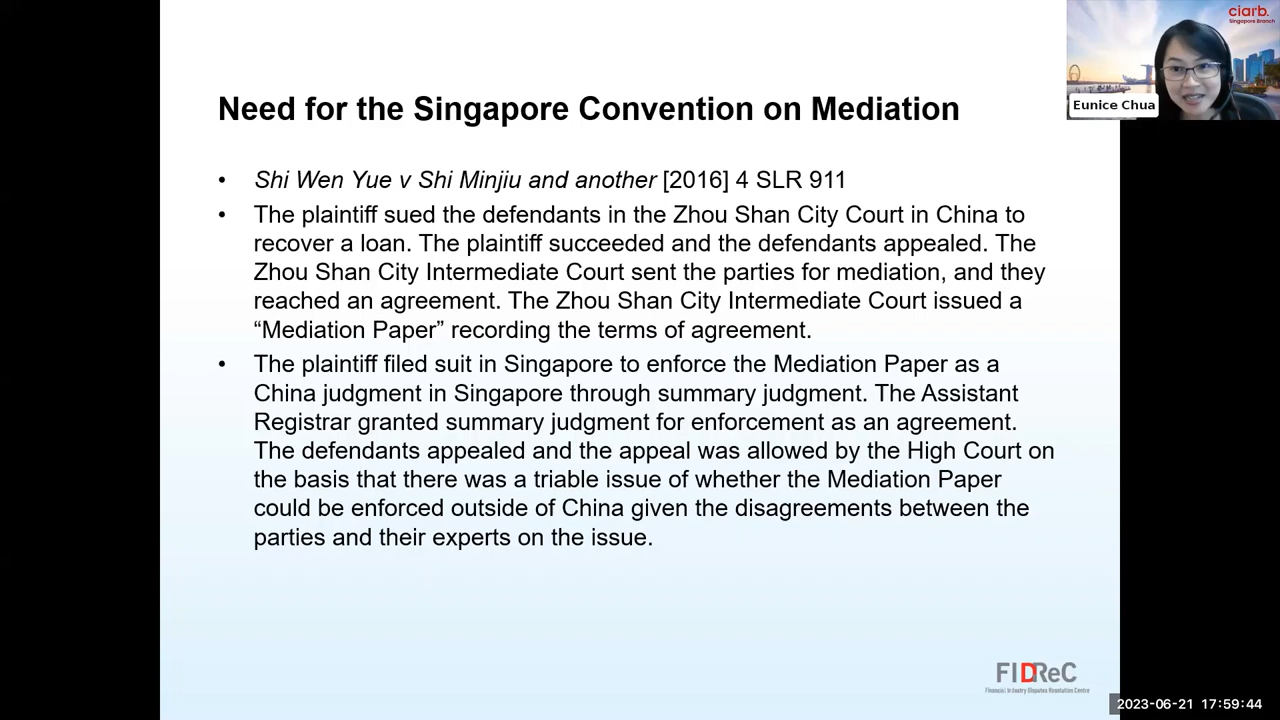 ciarb.
Singapore Branch
Eunice Chua
Need for the Singapore Convention on Mediation
• Shi Wen Yue v Shi Minjiu and another [2016] 4 SLR 911
• The plaintiff sued the defendants in the Zhou Shan City Court in China to
recover a loan. The plaintiff succeeded and the defendants appealed. The
Zhou Shan City Intermediate Court sent the parties for mediation, and they
reached an agreement. The Zhou Shan City Intermediate Court issued a
“Mediation Paper” recording the terms of agreement.
• The plaintiff filed suit in Singapore to enforce the Mediation Paper as a
China judgment in Singapore through summary judgment. The Assistant
Registrar granted summary judgment for enforcement as an agreement.
The defendants appealed and the appeal was allowed by the High Court on
the basis that there was a triable issue of whether the Mediation Paper
could be enforced outside of China given the disagreements between the
parties and their experts on the issue.
FIDReC
Financial Industry Disputes Resolution Centre
2023-06-21 17:59:44